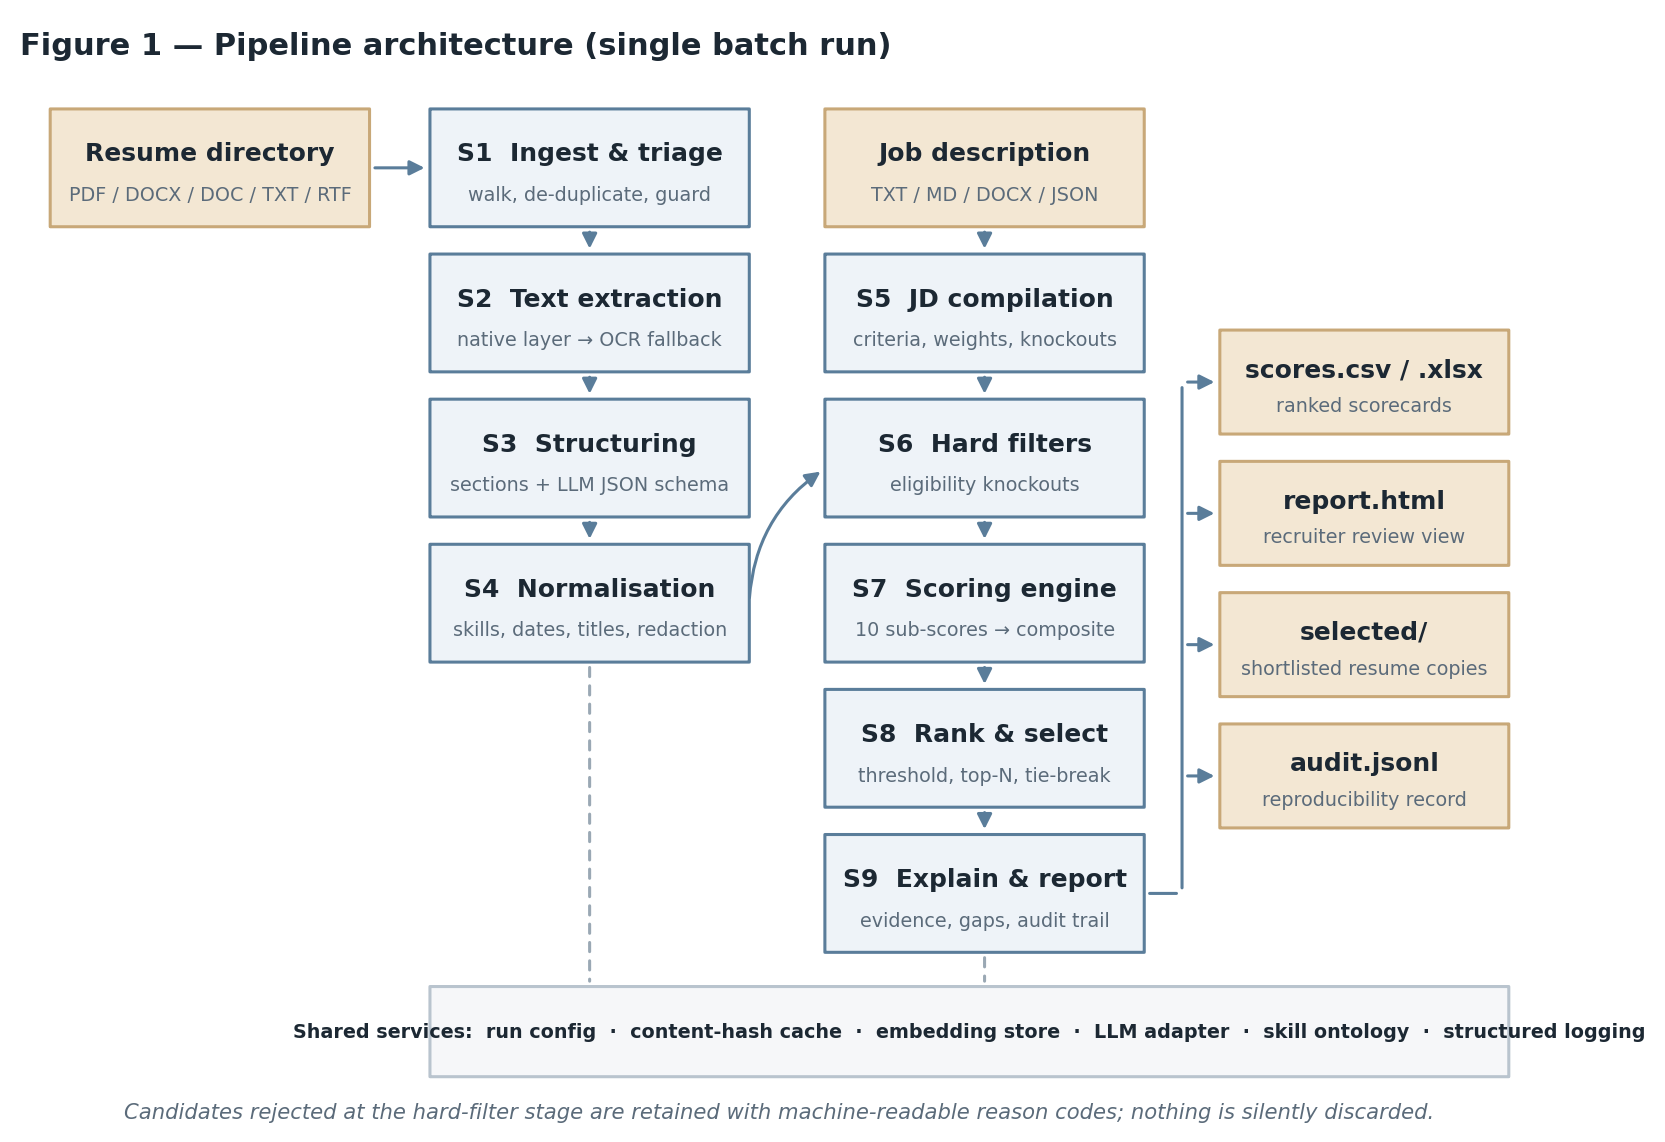 Figure 1 — Pipeline architecture (single batch run)
Resume directory
PDF / DOCX / DOC / TXT / RTF
S1  Ingest & triage
walk, de-duplicate, guard
S2  Text extraction
native layer → OCR fallback
S3  Structuring
sections + LLM JSON schema
S4  Normalisation
skills, dates, titles, redaction
Job description
TXT / MD / DOCX / JSON
S5  JD compilation
criteria, weights, knockouts
S6  Hard filters
eligibility knockouts
S7  Scoring engine
10 sub-scores → composite
S8  Rank & select
threshold, top-N, tie-break
S9  Explain & report
evidence, gaps, audit trail
scores.csv / .xlsx
ranked scorecards
report.html
recruiter review view
selected/
shortlisted resume copies
audit.jsonl
reproducibility record
Shared services:  run config  ·  content-hash cache  ·  embedding store  ·  LLM adapter  ·  skill ontology  ·  structured logging
Candidates rejected at the hard-filter stage are retained with machine-readable reason codes; nothing is silently discarded.